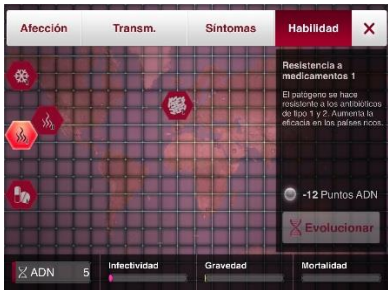 Afección Transm. Síntomas Habilidad X
Resistencia a
medicamentos 1
El patógeno se hace
resistente a los antibióticos
de tipo 1 y 2. Aumenta la
eficacia en los países ricos.
-12 Puntos ADN
Evolucionar
ADN 5 Infectividad Gravedad Mortalidad